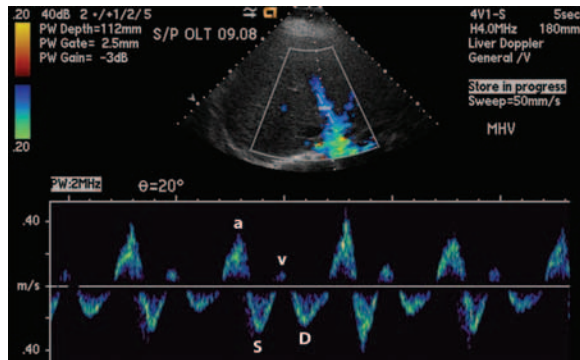 .20
40dB 2 •/+1/2/5
PW Depth=112mm
PW Gate= 2.5mm
PW Gain= -3dB
S/P OLT 09.08
4V1-S 5sec
H4.0MHz 180mm
Liver Doppler
General /V
Store in progress
Sweep=50mm/s
MHV
.20
PW:2MHz
Θ=20°
.40
a
v
m/s
S
D
.40